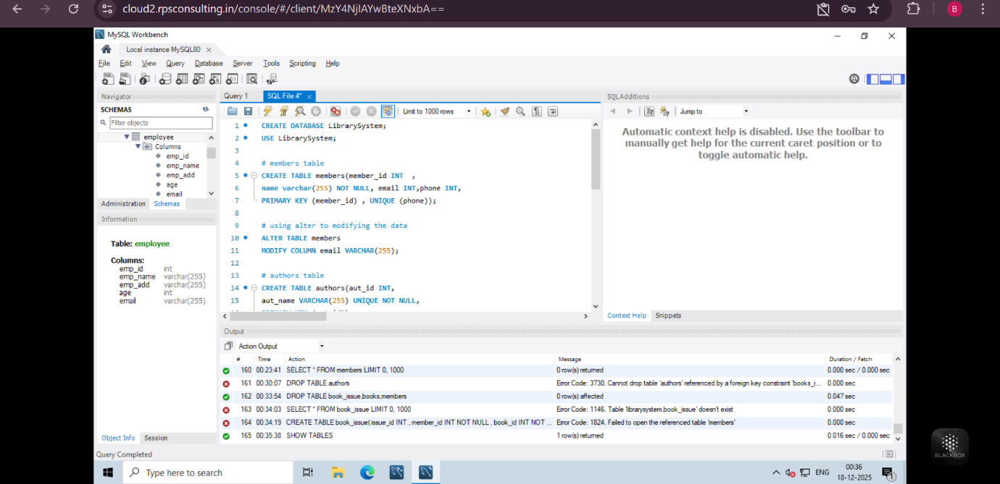 cloud2.rpsconsulting.in/console/#/client/MzY4NjIAYwBteXNxbA==
B
MySQL Workbench
Local instance MySQL80
File Edit View Query Database Server Tools Scripting Help
Navigator
Query 1
SQL File 4*
SQLAdditions
SCHEMAS
Limit to 1000 rows
Jump to
Filter objects
employee
Columns
emp_id
emp_name
emp_add
age
email
Administration Schemas
Information
Table: employee
Columns:
emp_id int
emp_name varchar(255)
emp_add varchar(255)
age int
email varchar(255)
Object Info Session
1 CREATE DATABASE LibrarySystem;
2 USE LibrarySystem;
3
4 # members table
5 CREATE TABLE members(member_id INT ,
6 name varchar(255) NOT NULL, email INT,phone INT,
7 PRIMARY KEY (member_id) , UNIQUE (phone));
8
9 # using alter to modifying the data
10 ALTER TABLE members
11 MODIFY COLUMN email VARCHAR(255);
12
13 # authors table
14 CREATE TABLE authors(aut_id INT,
15 aut_name VARCHAR(255) UNIQUE NOT NULL,
Automatic context help is disabled. Use the toolbar to
manually get help for the current caret position or to
toggle automatic help.
Context Help Snippets
Output
Action Output
# Time Action Message Duration / Fetch
160 00:23:41 SELECT * FROM members LIMIT 0, 1000 0 row(s) returned 0.000 sec / 0.000 sec
161 00:30:07 DROP TABLE authors Error Code: 3730. Cannot drop table 'authors' referenced by a foreign key constraint 'books_i... 0.000 sec
162 00:33:54 DROP TABLE book_issue,books,members 0 row(s) affected 0.047 sec
163 00:34:03 SELECT * FROM book_issue LIMIT 0, 1000 Error Code: 1146. Table 'librarysystem.book_issue' doesn't exist 0.000 sec
164 00:34:19 CREATE TABLE book_issue( issue_id INT , member_id INT NOT NULL , book_id INT NOT ... Error Code: 1824. Failed to open the referenced table 'members' 0.000 sec
165 00:35:38 SHOW TABLES 1 row(s) returned 0.016 sec / 0.000 sec
Query Completed
BLACKBOX
Type here to search
ENG
00:36
18-12-2025
1